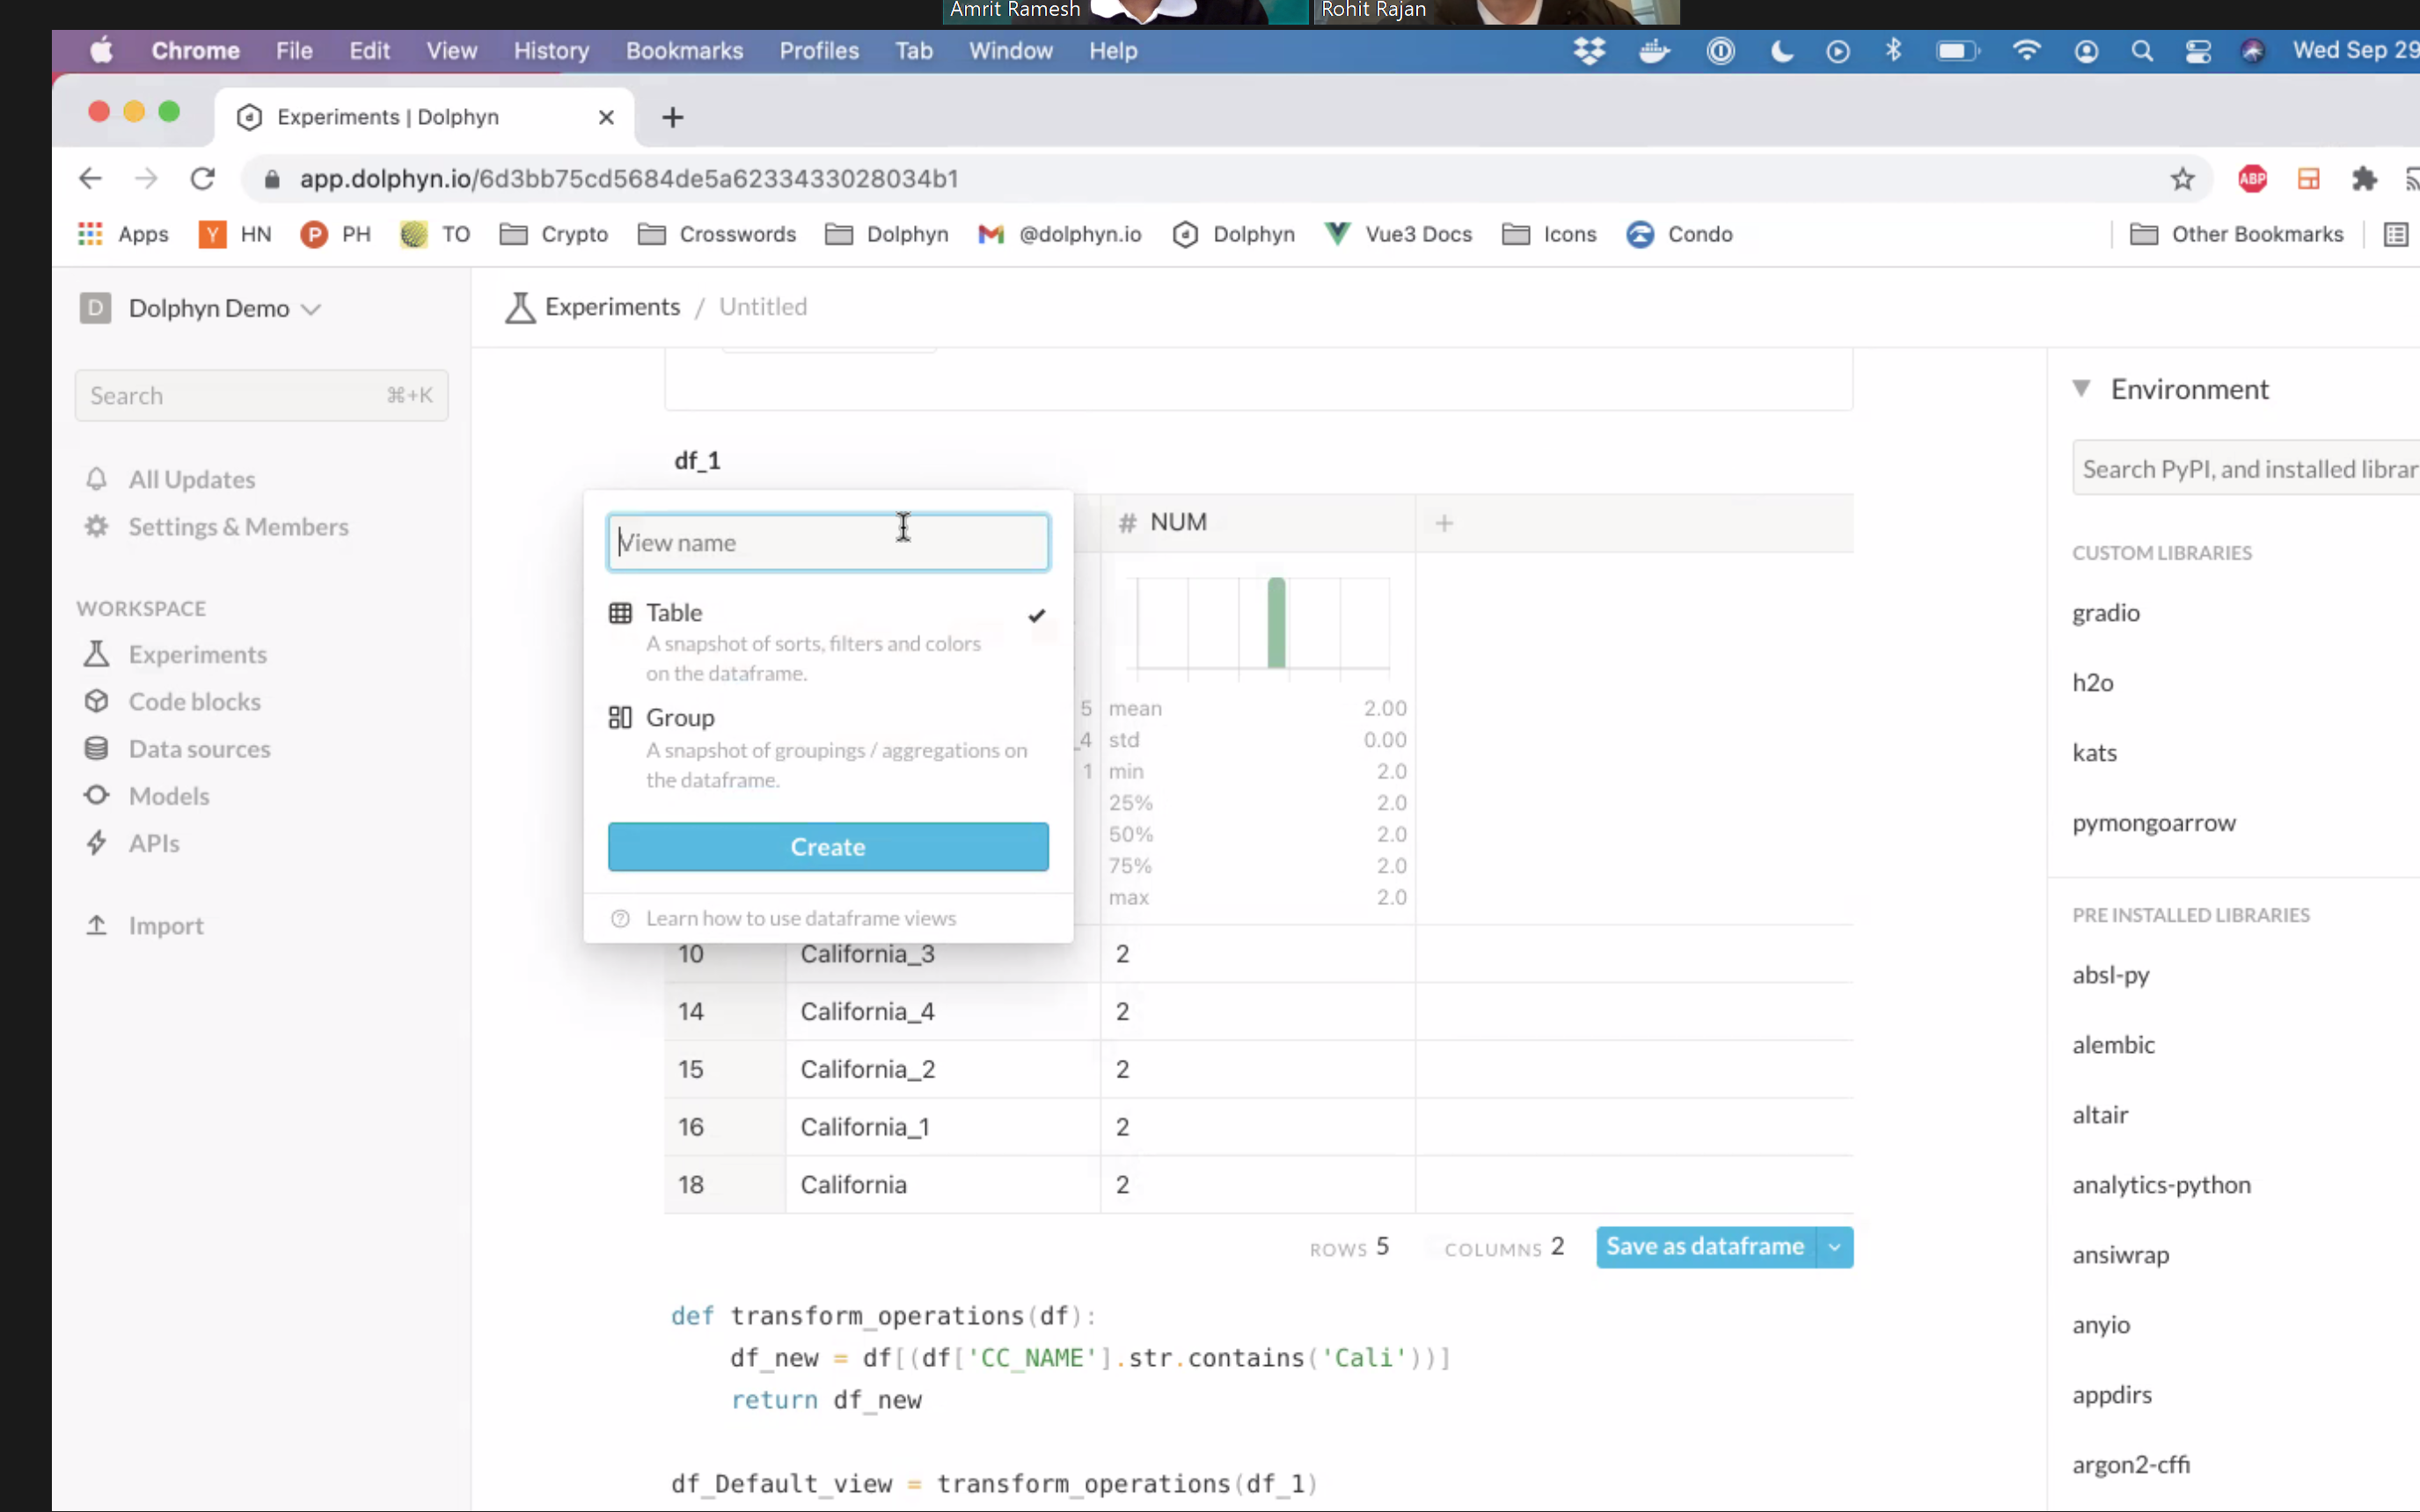 Amrit Ramesh
Rohit Rajan
Chrome File Edit View History Bookmarks Profiles Tab Window Help
Wed Sep 29
Experiments | Dolphyn
app.dolphyn.io/6d3bb75cd5684de5a6233433028034b1
ABP
Apps
Y HN
P PH
TO
Crypto
Crosswords
Dolphyn
@dolphyn.io
Dolphyn
Vue3 Docs
Icons
Condo
Other Bookmarks
D Dolphyn Demo
Search ⌘+K
All Updates
Settings & Members
WORKSPACE
Experiments
Code blocks
Data sources
Models
APIs
Import
Experiments / Untitled
df_1
View name
Table
A snapshot of sorts, filters and colors
on the dataframe.
Group
A snapshot of groupings / aggregations on
the dataframe.
Create
Learn how to use dataframe views
# NUM +
5
_4
1
mean 2.00
std 0.00
min 2.0
25% 2.0
50% 2.0
75% 2.0
max 2.0
10 California_3 2
14 California_4 2
15 California_2 2
16 California_1 2
18 California 2
ROWS 5 COLUMNS 2 Save as dataframe
def transform_operations(df):
df_new = df[(df['CC_NAME'].str.contains('Cali'))]
return df_new
df_Default_view = transform_operations(df_1)
Environment
Search PyPI, and installed librar
CUSTOM LIBRARIES
gradio
h2o
kats
pymongoarrow
PRE INSTALLED LIBRARIES
absl-py
alembic
altair
analytics-python
ansiwrap
anyio
appdirs
argon2-cffi